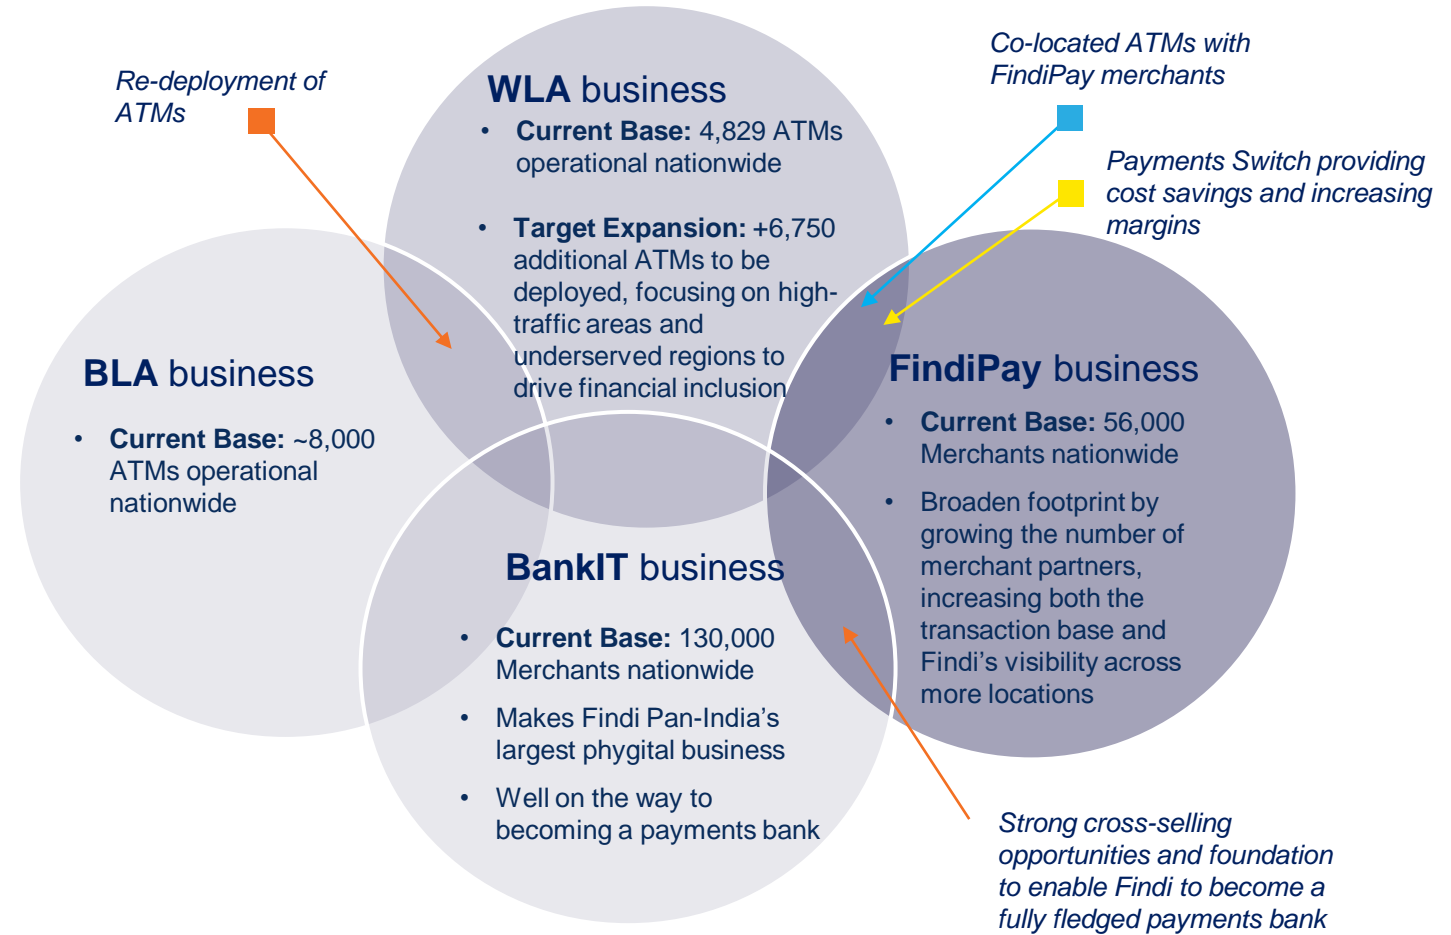 Re-deployment of
ATMs
WLA business
• Current Base: 4,829 ATMs
operational nationwide
• Target Expansion: +6,750
additional ATMs to be
deployed, focusing on high-
traffic areas and
underserved regions to
drive financial inclusion
Co-located ATMs with
FindiPay merchants
Payments Switch providing
cost savings and increasing
margins
BLA business
• Current Base: ~8,000
ATMs operational
nationwide
FindiPay business
• Current Base: 56,000
Merchants nationwide
• Broaden footprint by
growing the number of
merchant partners,
increasing both the
transaction base and
Findi’s visibility across
more locations
BankIT business
• Current Base: 130,000
Merchants nationwide
• Makes Findi Pan-India’s
largest phygital business
• Well on the way to
becoming a payments bank
Strong cross-selling
opportunities and foundation
to enable Findi to become a
fully fledged payments bank